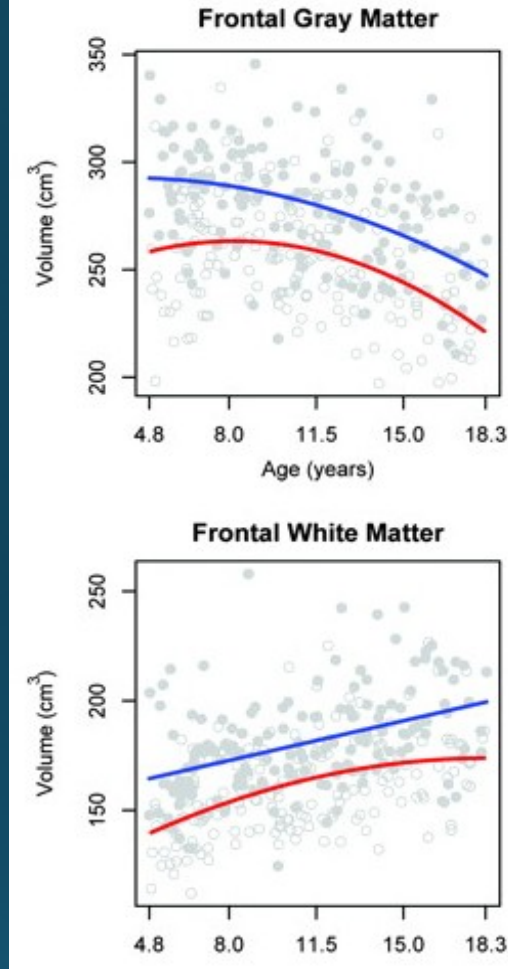 Frontal Gray Matter
Volume (cm³)
350
300
250
200
4.8 8.0 11.5 15.0 18.3
Age (years)
Frontal White Matter
Volume (cm³)
250
200
150
4.8 8.0 11.5 15.0 18.3